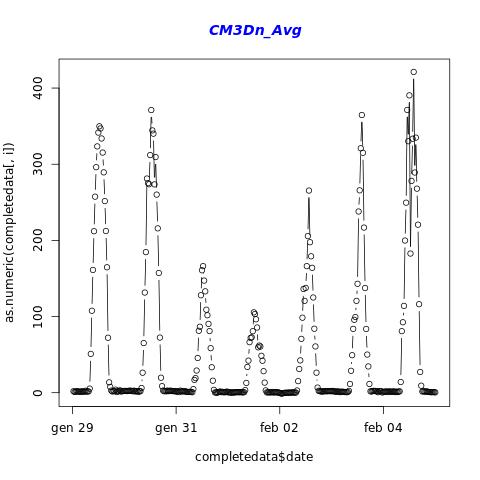 CM3Dn_Avg
as.numeric(completedata[, i])
400
300
200
100
0
gen 29
gen 31
feb 02
feb 04
completedata$date